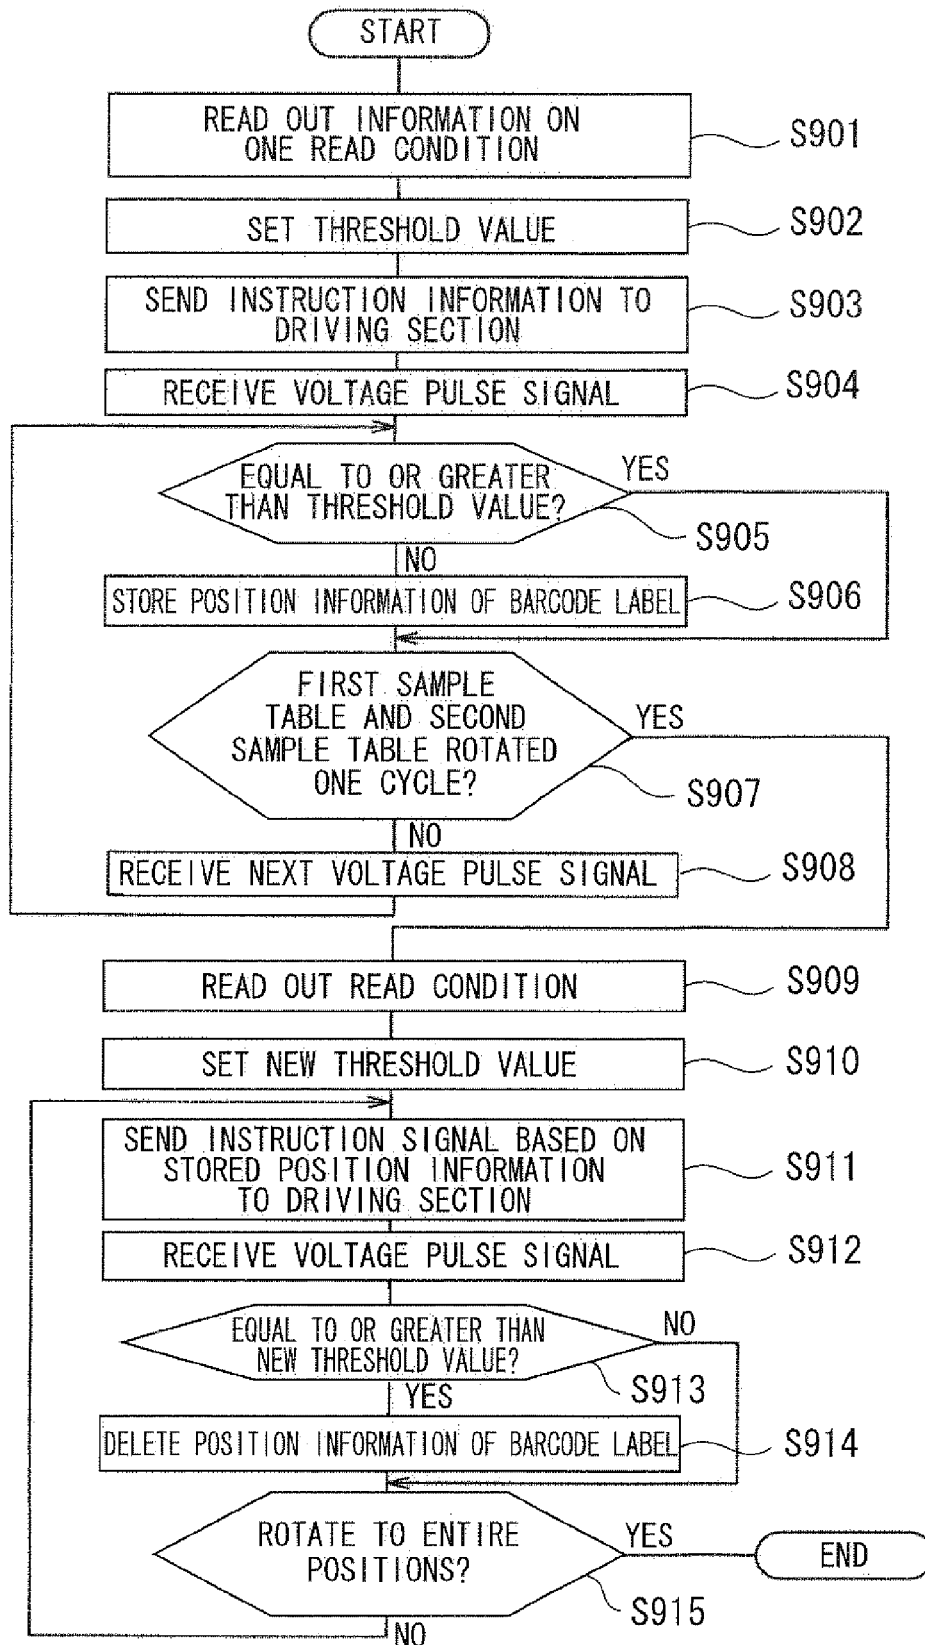 START
READ OUT INFORMATION ON
ONE READ CONDITION
S901
SET THRESHOLD VALUE
S902
SEND INSTRUCTION INFORMATION TO
DRIVING SECTION
S903
RECEIVE VOLTAGE PULSE SIGNAL
S904
EQUAL TO OR GREATER
THAN THRESHOLD VALUE?
YES
S905
NO
STORE POSITION INFORMATION OF BARCODE LABEL
S906
FIRST SAMPLE
TABLE AND SECOND
SAMPLE TABLE ROTATED
ONE CYCLE?
YES
S907
NO
RECEIVE NEXT VOLTAGE PULSE SIGNAL
S908
READ OUT READ CONDITION
S909
SET NEW THRESHOLD VALUE
S910
SEND INSTRUCTION SIGNAL BASED ON
STORED POSITION INFORMATION
TO DRIVING SECTION
S911
RECEIVE VOLTAGE PULSE SIGNAL
S912
EQUAL TO OR GREATER THAN
NEW THRESHOLD VALUE?
NO
S913
YES
DELETE POSITION INFORMATION OF BARCODE LABEL
S914
ROTATE TO ENTIRE
POSITIONS?
YES
END
S915
NO